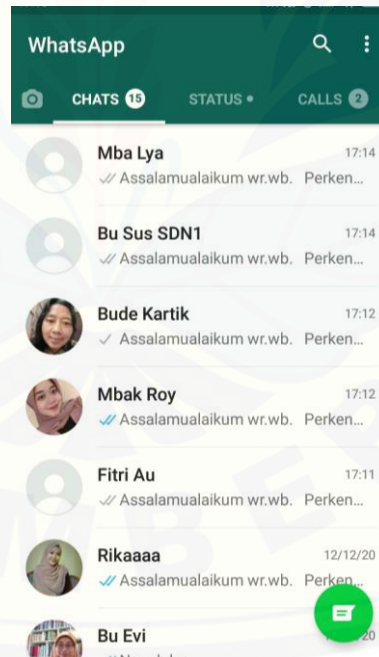 WhatsApp
CHATS 15 STATUS • CALLS 2
Mba Lya 17:14
Assalamualaikum wr.wb. Perken...
Bu Sus SDN1 17:14
Assalamualaikum wr.wb. Perken...
Bude Kartik 17:12
Assalamualaikum wr.wb. Perken...
Mbak Roy 17:12
Assalamualaikum wr.wb. Perken...
Fitri Au 17:11
Assalamualaikum wr.wb. Perken...
Rikaaaa 12/12/20
Assalamualaikum wr.wb. Perken...
Bu Evi